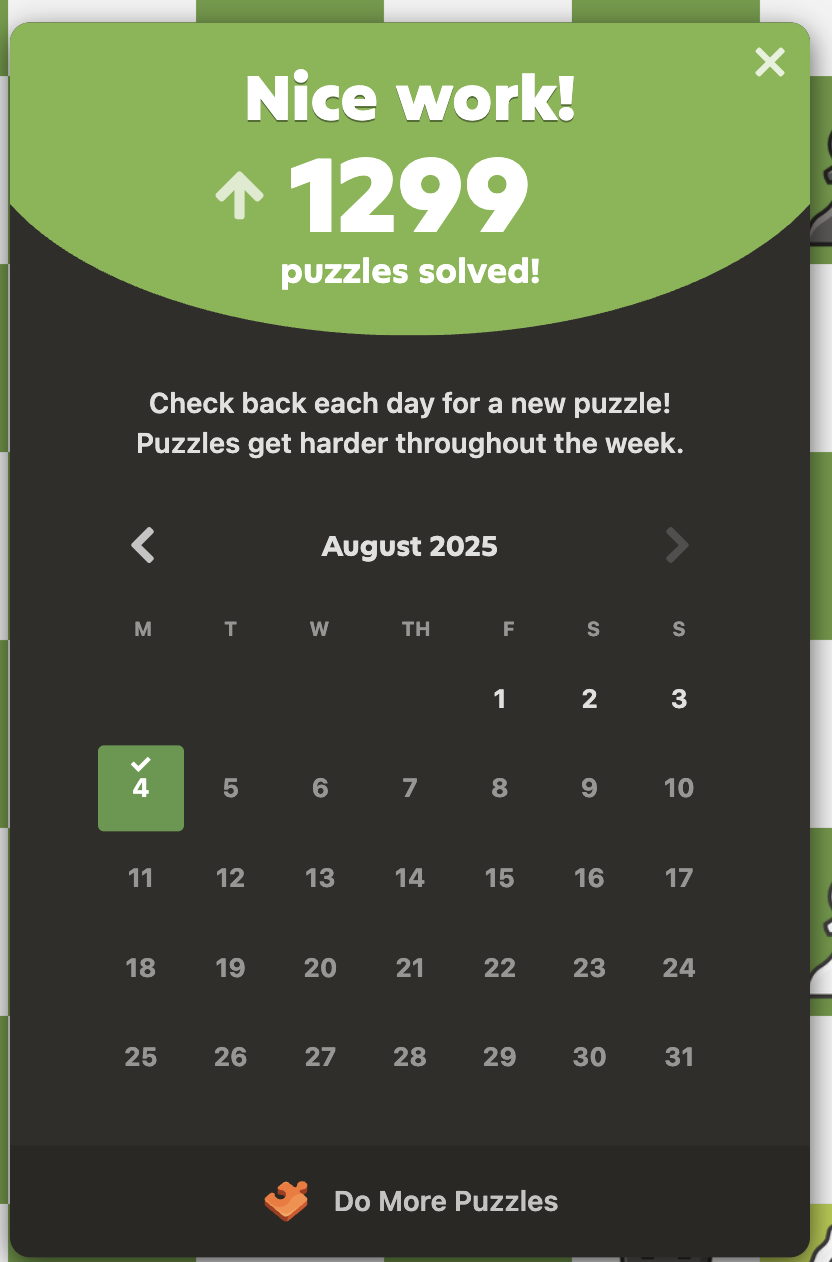 Nice work!
1299
puzzles solved!
Check back each day for a new puzzle!
Puzzles get harder throughout the week.
August 2025
M T W TH F S S
1 2 3
4 5 6 7 8 9 10
11 12 13 14 15 16 17
18 19 20 21 22 23 24
25 26 27 28 29 30 31
Do More Puzzles